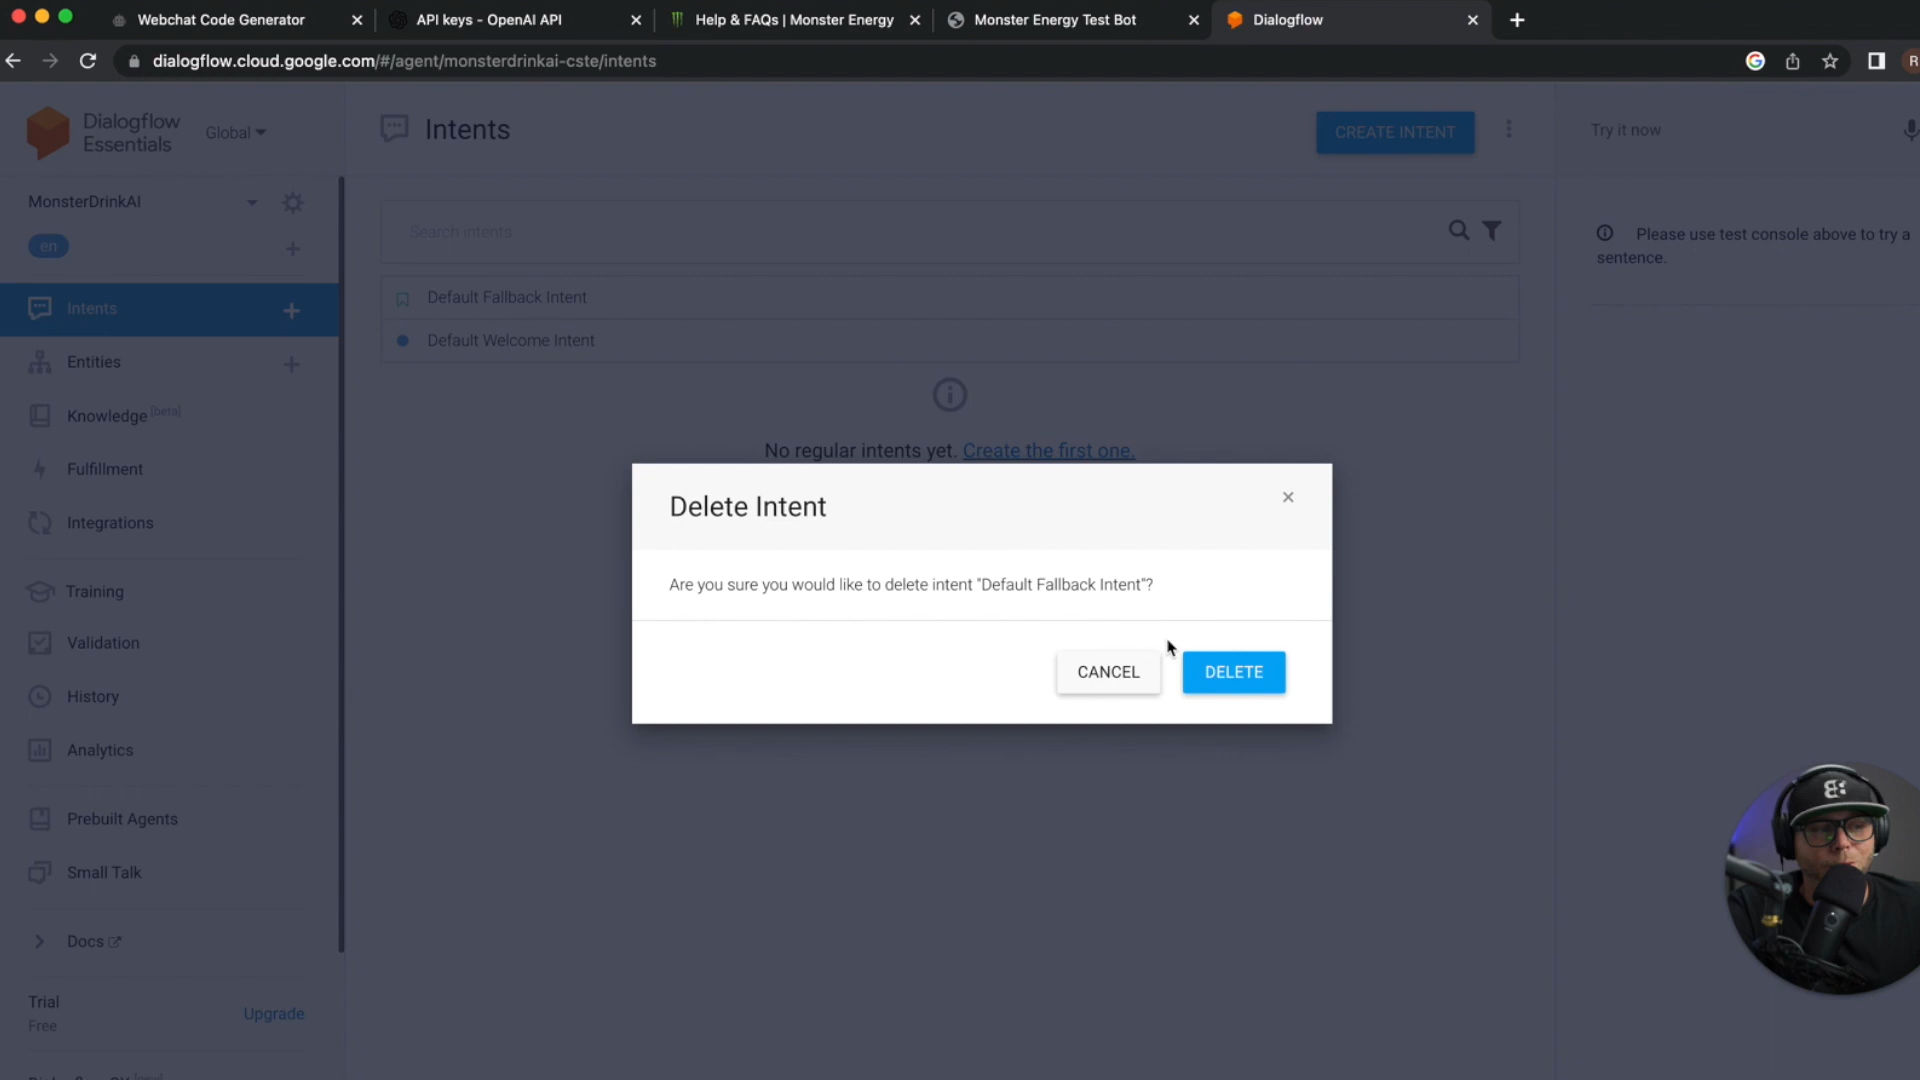 Webchat Code Generator
API keys - OpenAI API
Help & FAQs | Monster Energy
Monster Energy Test Bot
Dialogflow
dialogflow.cloud.google.com/#/agent/monsterdrinkai-cste/intents
R
Dialogflow
Essentials
Global
Intents
CREATE INTENT
Try it now
MonsterDrinkAI
en
Search intents
Please use test console above to try a
sentence.
Intents
Default Fallback Intent
Default Welcome Intent
Entities
Knowledge [beta]
No regular intents yet. Create the first one.
Fulfillment
Integrations
Delete Intent
Are you sure you would like to delete intent "Default Fallback Intent"?
CANCEL
DELETE
Training
Validation
History
Analytics
Prebuilt Agents
Small Talk
Docs
Trial
Free
Upgrade